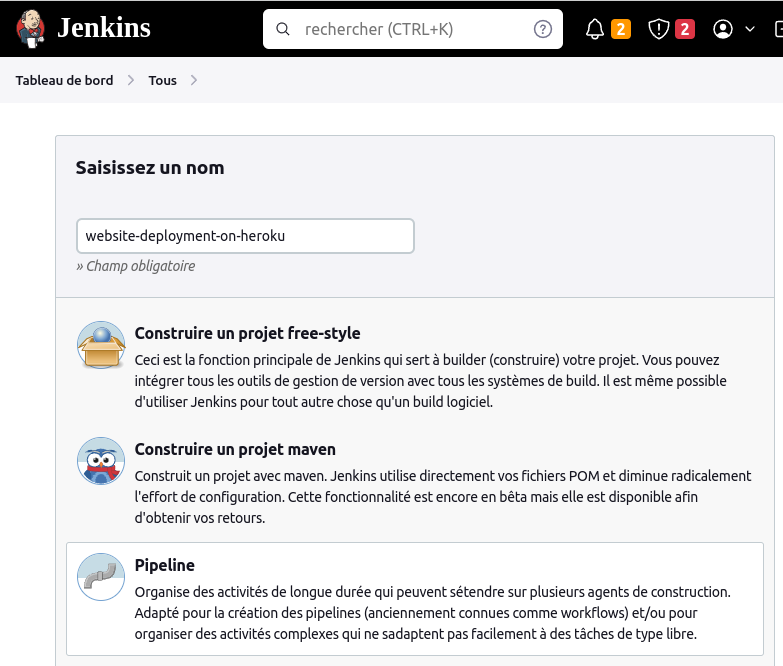 Jenkins
rechercher (CTRL+K)
?
2
2
Tableau de bord > Tous >
Saisissez un nom
website-deployment-on-heroku
» Champ obligatoire
Construire un projet free-style
Ceci est la fonction principale de Jenkins qui sert à builder (construire) votre projet. Vous pouvez
intégrer tous les outils de gestion de version avec tous les systèmes de build. Il est même possible
d'utiliser Jenkins pour tout autre chose qu'un build logiciel.
Construire un projet maven
Construit un projet avec maven. Jenkins utilise directement vos fichiers POM et diminue radicalement
l'effort de configuration. Cette fonctionnalité est encore en bêta mais elle est disponible afin
d'obtenir vos retours.
Pipeline
Organise des activités de longue durée qui peuvent sétendre sur plusieurs agents de construction.
Adapté pour la création des pipelines (anciennement connues comme workflows) et/ou pour
organiser des activités complexes qui ne sadaptent pas facilement à des tâches de type libre.